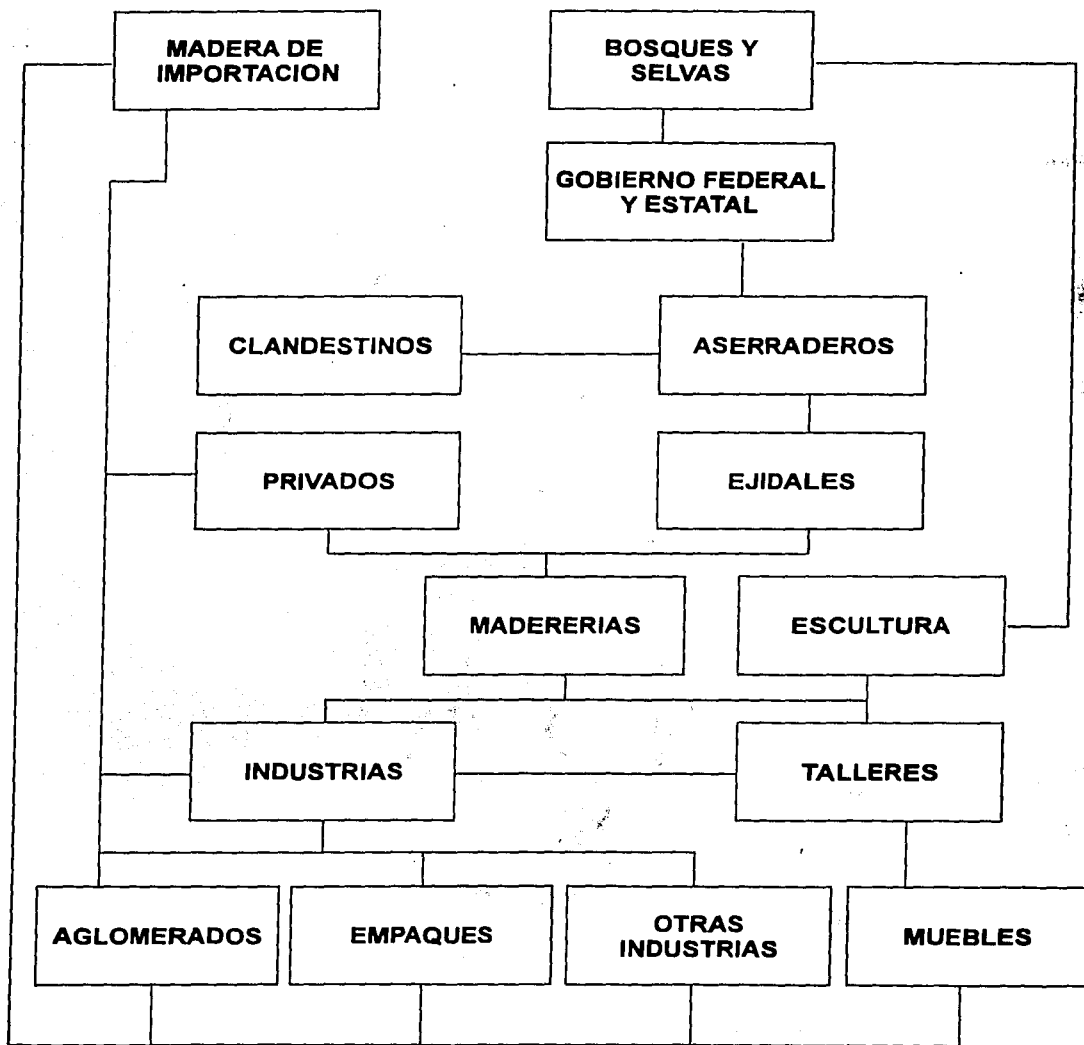 MADERA DE
IMPORTACION
BOSQUES Y
SELVAS
GOBIERNO FEDERAL
Y ESTATAL
CLANDESTINOS
ASERRADEROS
PRIVADOS
EJIDALES
MADERERIAS
ESCULTURA
INDUSTRIAS
TALLERES
AGLOMERADOS
EMPAQUES
OTRAS
INDUSTRIAS
MUEBLES